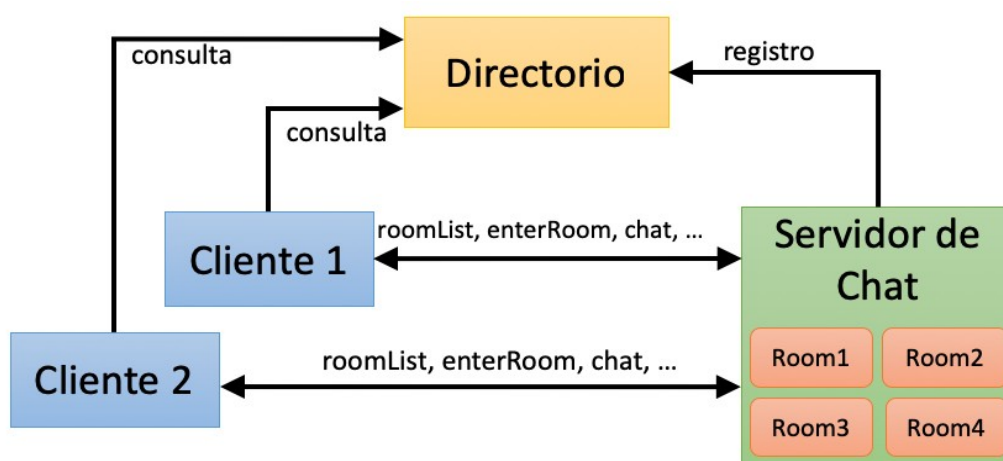 consulta
Directorio
registro
consulta
Cliente 1
roomList, enterRoom, chat, ...
Servidor de
Chat
Cliente 2
roomList, enterRoom, chat, ...
Room1
Room2
Room3
Room4